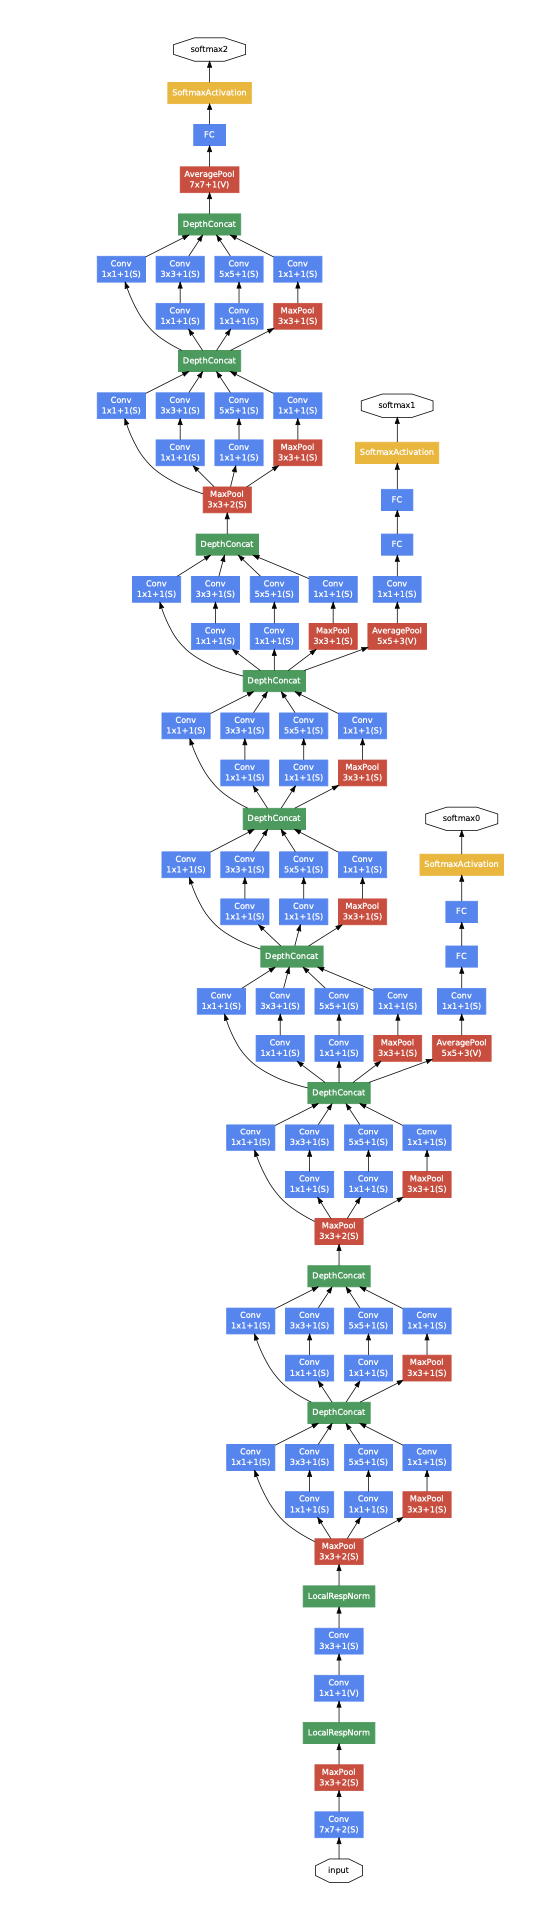 softmax2
SoftmaxActivation
FC
AveragePool
7x7+1(V)
DepthConcat
Conv Conv Conv Conv
1x1+1(S) 3x3+1(S) 5x5+1(S) 1x1+1(S)
Conv Conv MaxPool
1x1+1(S) 1x1+1(S) 3x3+1(S)
DepthConcat
Conv Conv Conv Conv softmax1
1x1+1(S) 3x3+1(S) 5x5+1(S) 1x1+1(S)
Conv Conv MaxPool SoftmaxActivation
1x1+1(S) 1x1+1(S) 3x3+1(S)
MaxPool FC
3x3+2(S)
DepthConcat FC
Conv Conv Conv Conv Conv
1x1+1(S) 3x3+1(S) 5x5+1(S) 1x1+1(S) 1x1+1(S)
Conv Conv MaxPool AveragePool
1x1+1(S) 1x1+1(S) 3x3+1(S) 5x5+3(V)
DepthConcat
Conv Conv Conv Conv
1x1+1(S) 3x3+1(S) 5x5+1(S) 1x1+1(S)
Conv Conv MaxPool
1x1+1(S) 1x1+1(S) 3x3+1(S)
DepthConcat softmax0
Conv Conv Conv Conv SoftmaxActivation
1x1+1(S) 3x3+1(S) 5x5+1(S) 1x1+1(S)
Conv Conv MaxPool FC
1x1+1(S) 1x1+1(S) 3x3+1(S)
DepthConcat FC
Conv Conv Conv Conv Conv
1x1+1(S) 3x3+1(S) 5x5+1(S) 1x1+1(S) 1x1+1(S)
Conv Conv MaxPool AveragePool
1x1+1(S) 1x1+1(S) 3x3+1(S) 5x5+3(V)
DepthConcat
Conv Conv Conv Conv
1x1+1(S) 3x3+1(S) 5x5+1(S) 1x1+1(S)
Conv Conv MaxPool
1x1+1(S) 1x1+1(S) 3x3+1(S)
MaxPool
3x3+2(S)
DepthConcat
Conv Conv Conv Conv
1x1+1(S) 3x3+1(S) 5x5+1(S) 1x1+1(S)
Conv Conv MaxPool
1x1+1(S) 1x1+1(S) 3x3+1(S)
DepthConcat
Conv Conv Conv Conv
1x1+1(S) 3x3+1(S) 5x5+1(S) 1x1+1(S)
Conv Conv MaxPool
1x1+1(S) 1x1+1(S) 3x3+1(S)
MaxPool
3x3+2(S)
LocalRespNorm
Conv
3x3+1(S)
Conv
1x1+1(V)
LocalRespNorm
MaxPool
3x3+2(S)
Conv
7x7+2(S)
input